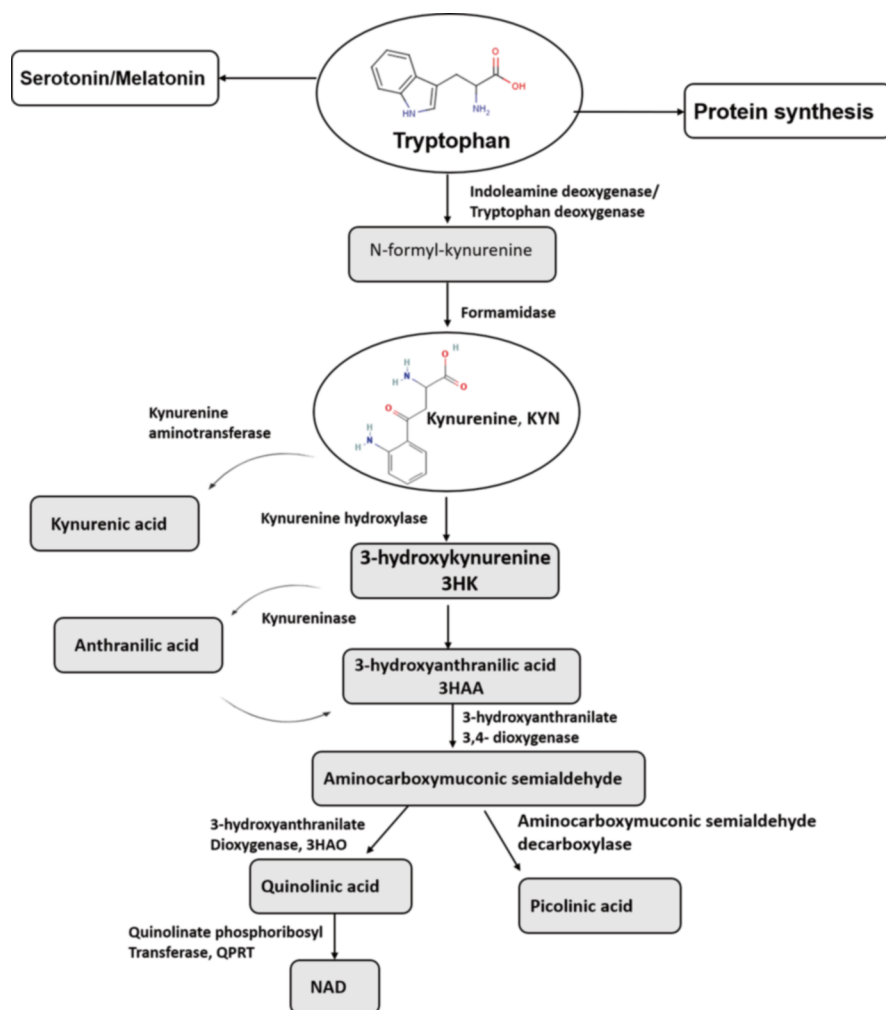 Serotonin/Melatonin
O
OH
NH2
HN
Tryptophan
Protein synthesis
Indoleamine deoxygenase/
Tryptophan deoxygenase
N-formyl-kynurenine
Formamidase
H
O
H
N
H
O
O
Kynurenine, KYN
H
N
H
Kynurenine
aminotransferase
Kynurenic acid
Kynurenine hydroxylase
3-hydroxykynurenine
3HK
Kynureninase
Anthranilic acid
3-hydroxyanthranilic acid
3HAA
3-hydroxyanthranilate
3,4- dioxygenase
Aminocarboxymuconic semialdehyde
3-hydroxyanthranilate
Dioxygenase, 3HAO
Aminocarboxymuconic semialdehyde
decarboxylase
Quinolinic acid
Picolinic acid
Quinolinate phosphoribosyl
Transferase, QPRT
NAD